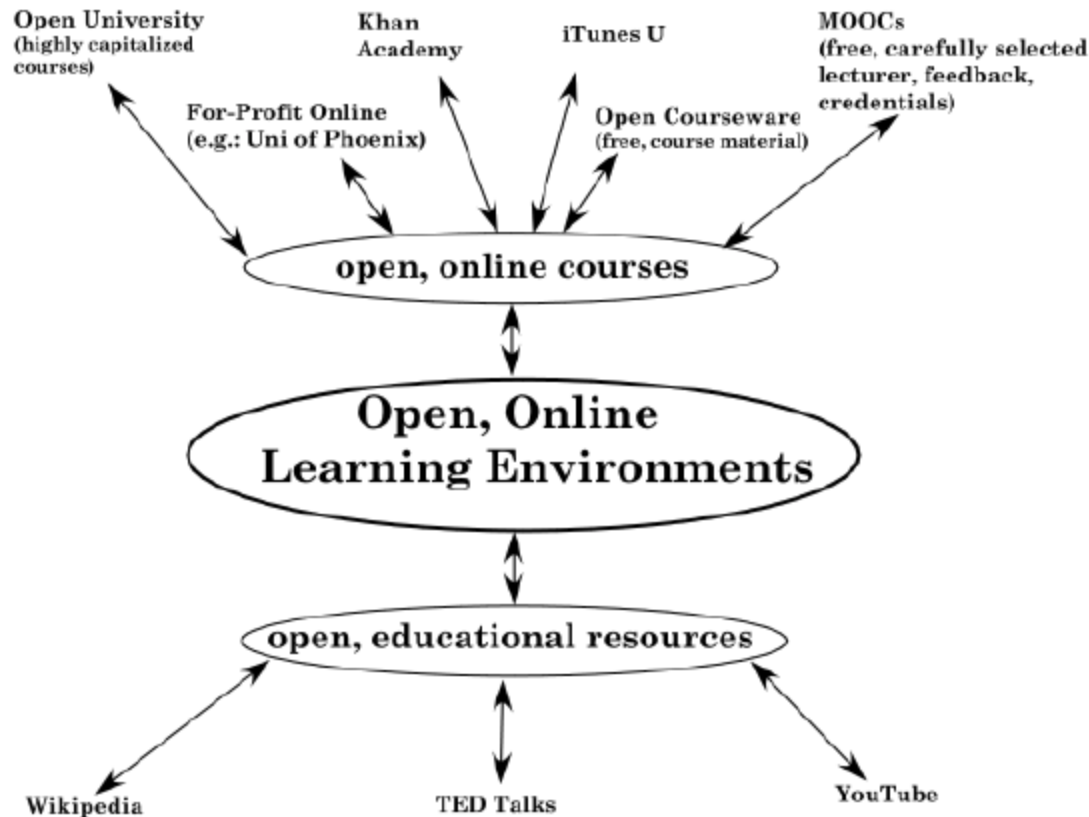 Open University
(highly capitalized
courses)
Khan
Academy
iTunes U
MOOCs
(free, carefully selected
lecturer, feedback,
credentials)
For-Profit Online
(e.g.: Uni of Phoenix)
Open Courseware
(free, course material)
open, online courses
Open, Online
Learning Environments
open, educational resources
Wikipedia
TED Talks
YouTube